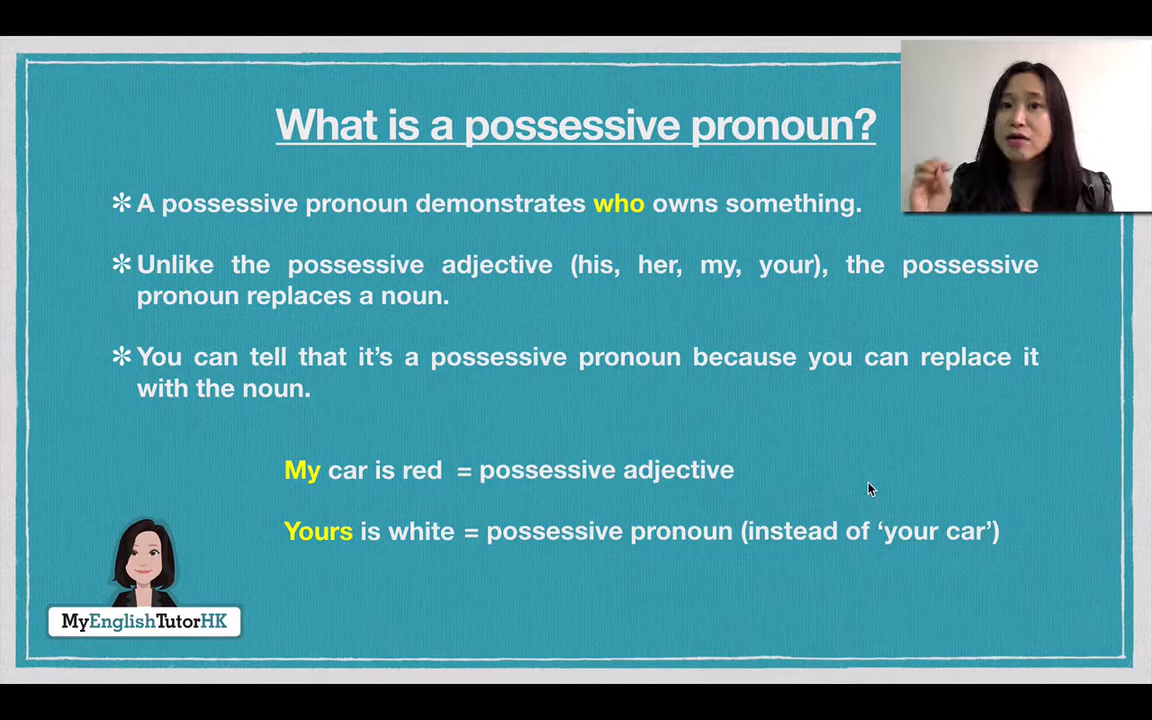 What is a possessive pronoun?
✻ A possessive pronoun demonstrates who owns something.
✻ Unlike the possessive adjective (his, her, my, your), the possessive
pronoun replaces a noun.
✻ You can tell that it’s a possessive pronoun because you can replace it
with the noun.
My car is red = possessive adjective
Yours is white = possessive pronoun (instead of ‘your car’)
MyEnglishTutorHK